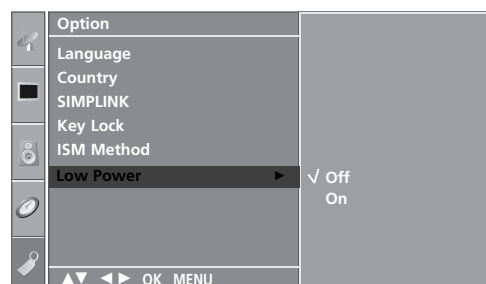 Option
Language
Country
SIMPLINK
Key Lock
ISM Method
Low Power ►
√ Off
On
▲▼ ◄► OK MENU